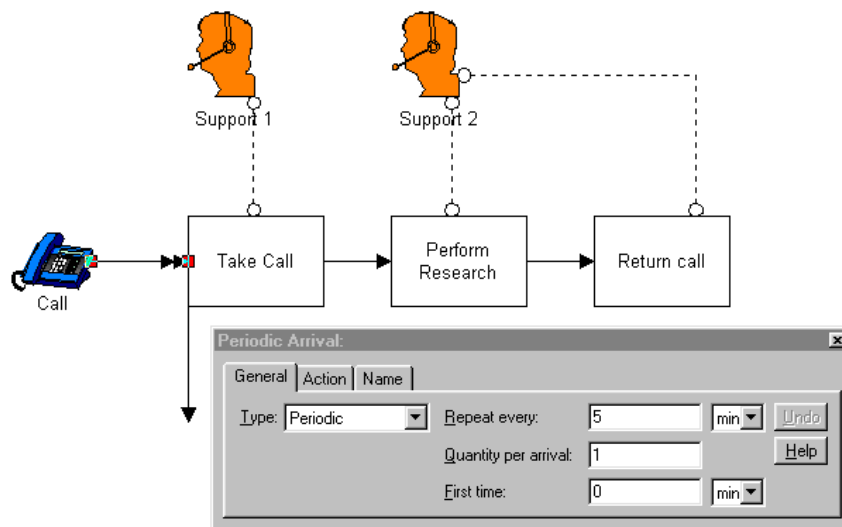 Support 1
Support 2
Take Call
Perform
Research
Return call
Call
Periodic Arrival:
General Action Name
Type: Periodic Repeat every: 5 min Undo
Quantity per arrival: 1 Help
First time: 0 min